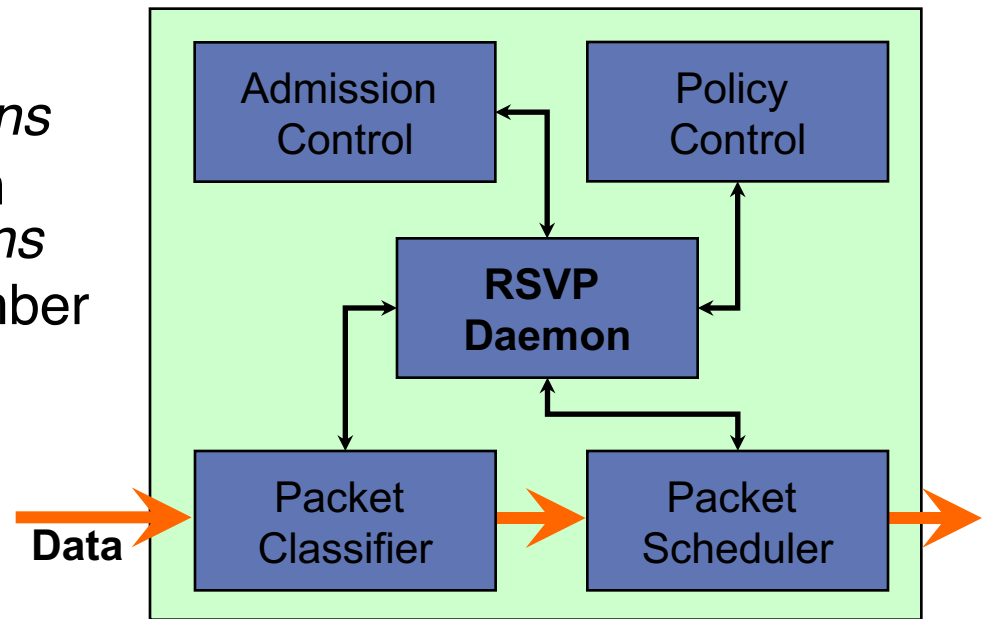 Admission
Control
Policy
Control
RSVP
Daemon
Packet
Classifier
Packet
Scheduler
Data